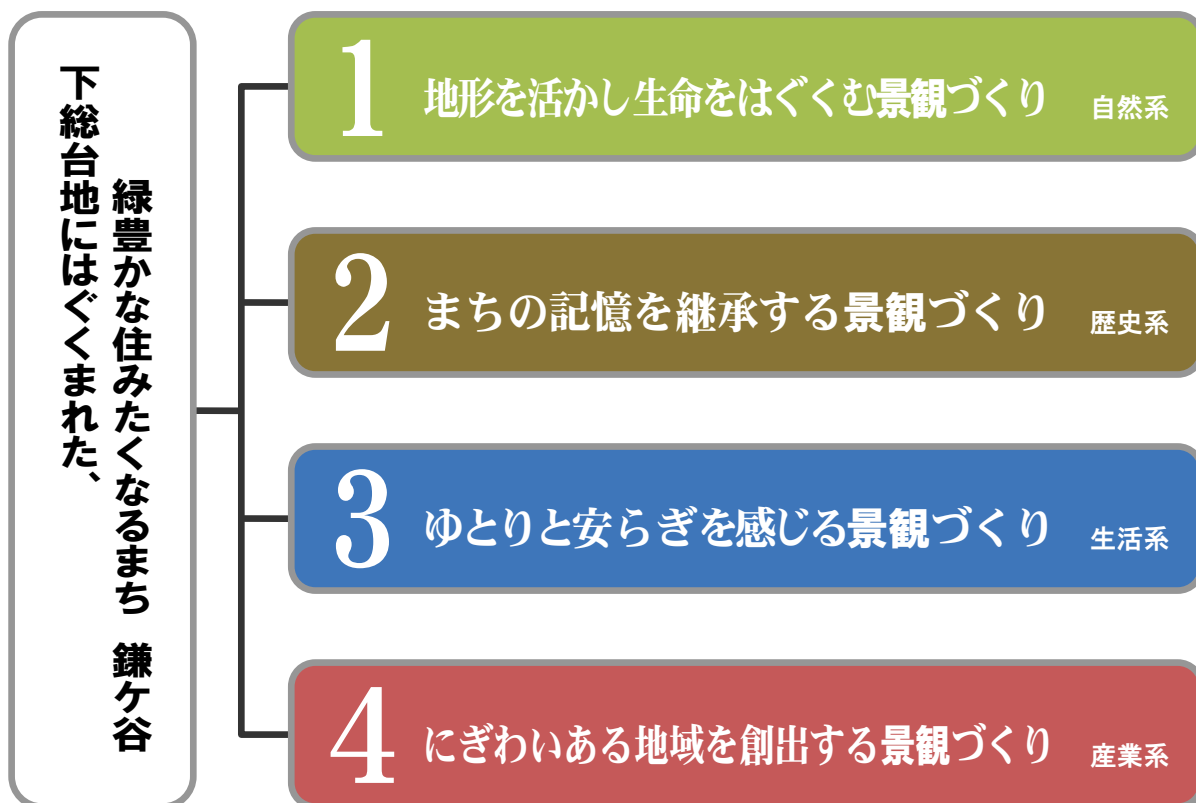 下総台地にはぐくまれた、
緑豊かな住みたくなるまち 鎌ケ谷
1 地形を活かし生命をはぐくむ景観づくり 自然系
2 まちの記憶を継承する景観づくり 歴史系
3 ゆとりと安らぎを感じる景観づくり 生活系
4 にぎわいある地域を創出する景観づくり 産業系